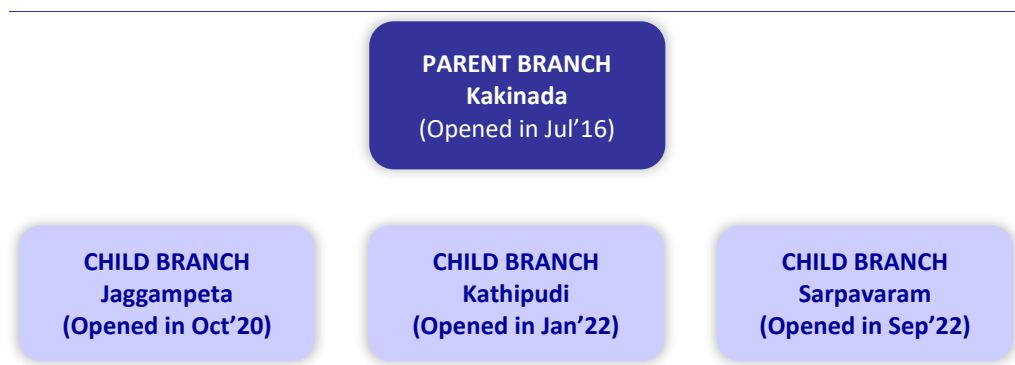 PARENT BRANCH
Kakinada
(Opened in Jul’16)
CHILD BRANCH
Jaggampeta
(Opened in Oct’20)
CHILD BRANCH
Kathipudi
(Opened in Jan’22)
CHILD BRANCH
Sarpavaram
(Opened in Sep’22)